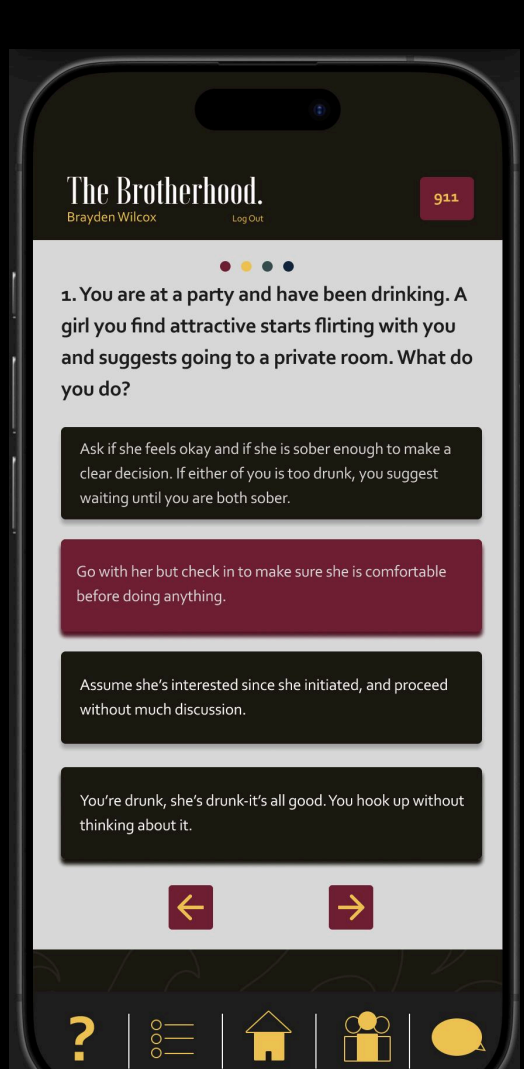 The Brotherhood.
911
Brayden Wilcox
Log Out
1. You are at a party and have been drinking. A
girl you find attractive starts flirting with you
and suggests going to a private room. What do
you do?
Ask if she feels okay and if she is sober enough to make a
clear decision. If either of you is too drunk, you suggest
waiting until you are both sober.
Go with her but check in to make sure she is comfortable
before doing anything.
Assume she's interested since she initiated, and proceed
without much discussion.
You're drunk, she's drunk-it's all good. You hook up without
thinking about it.
?